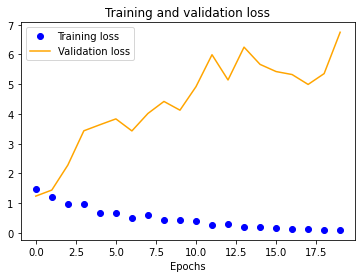 Training and validation loss
Training loss
Validation loss
7
6
5
4
3
2
1
0
0.0 2.5 5.0 7.5 10.0 12.5 15.0 17.5
Epochs